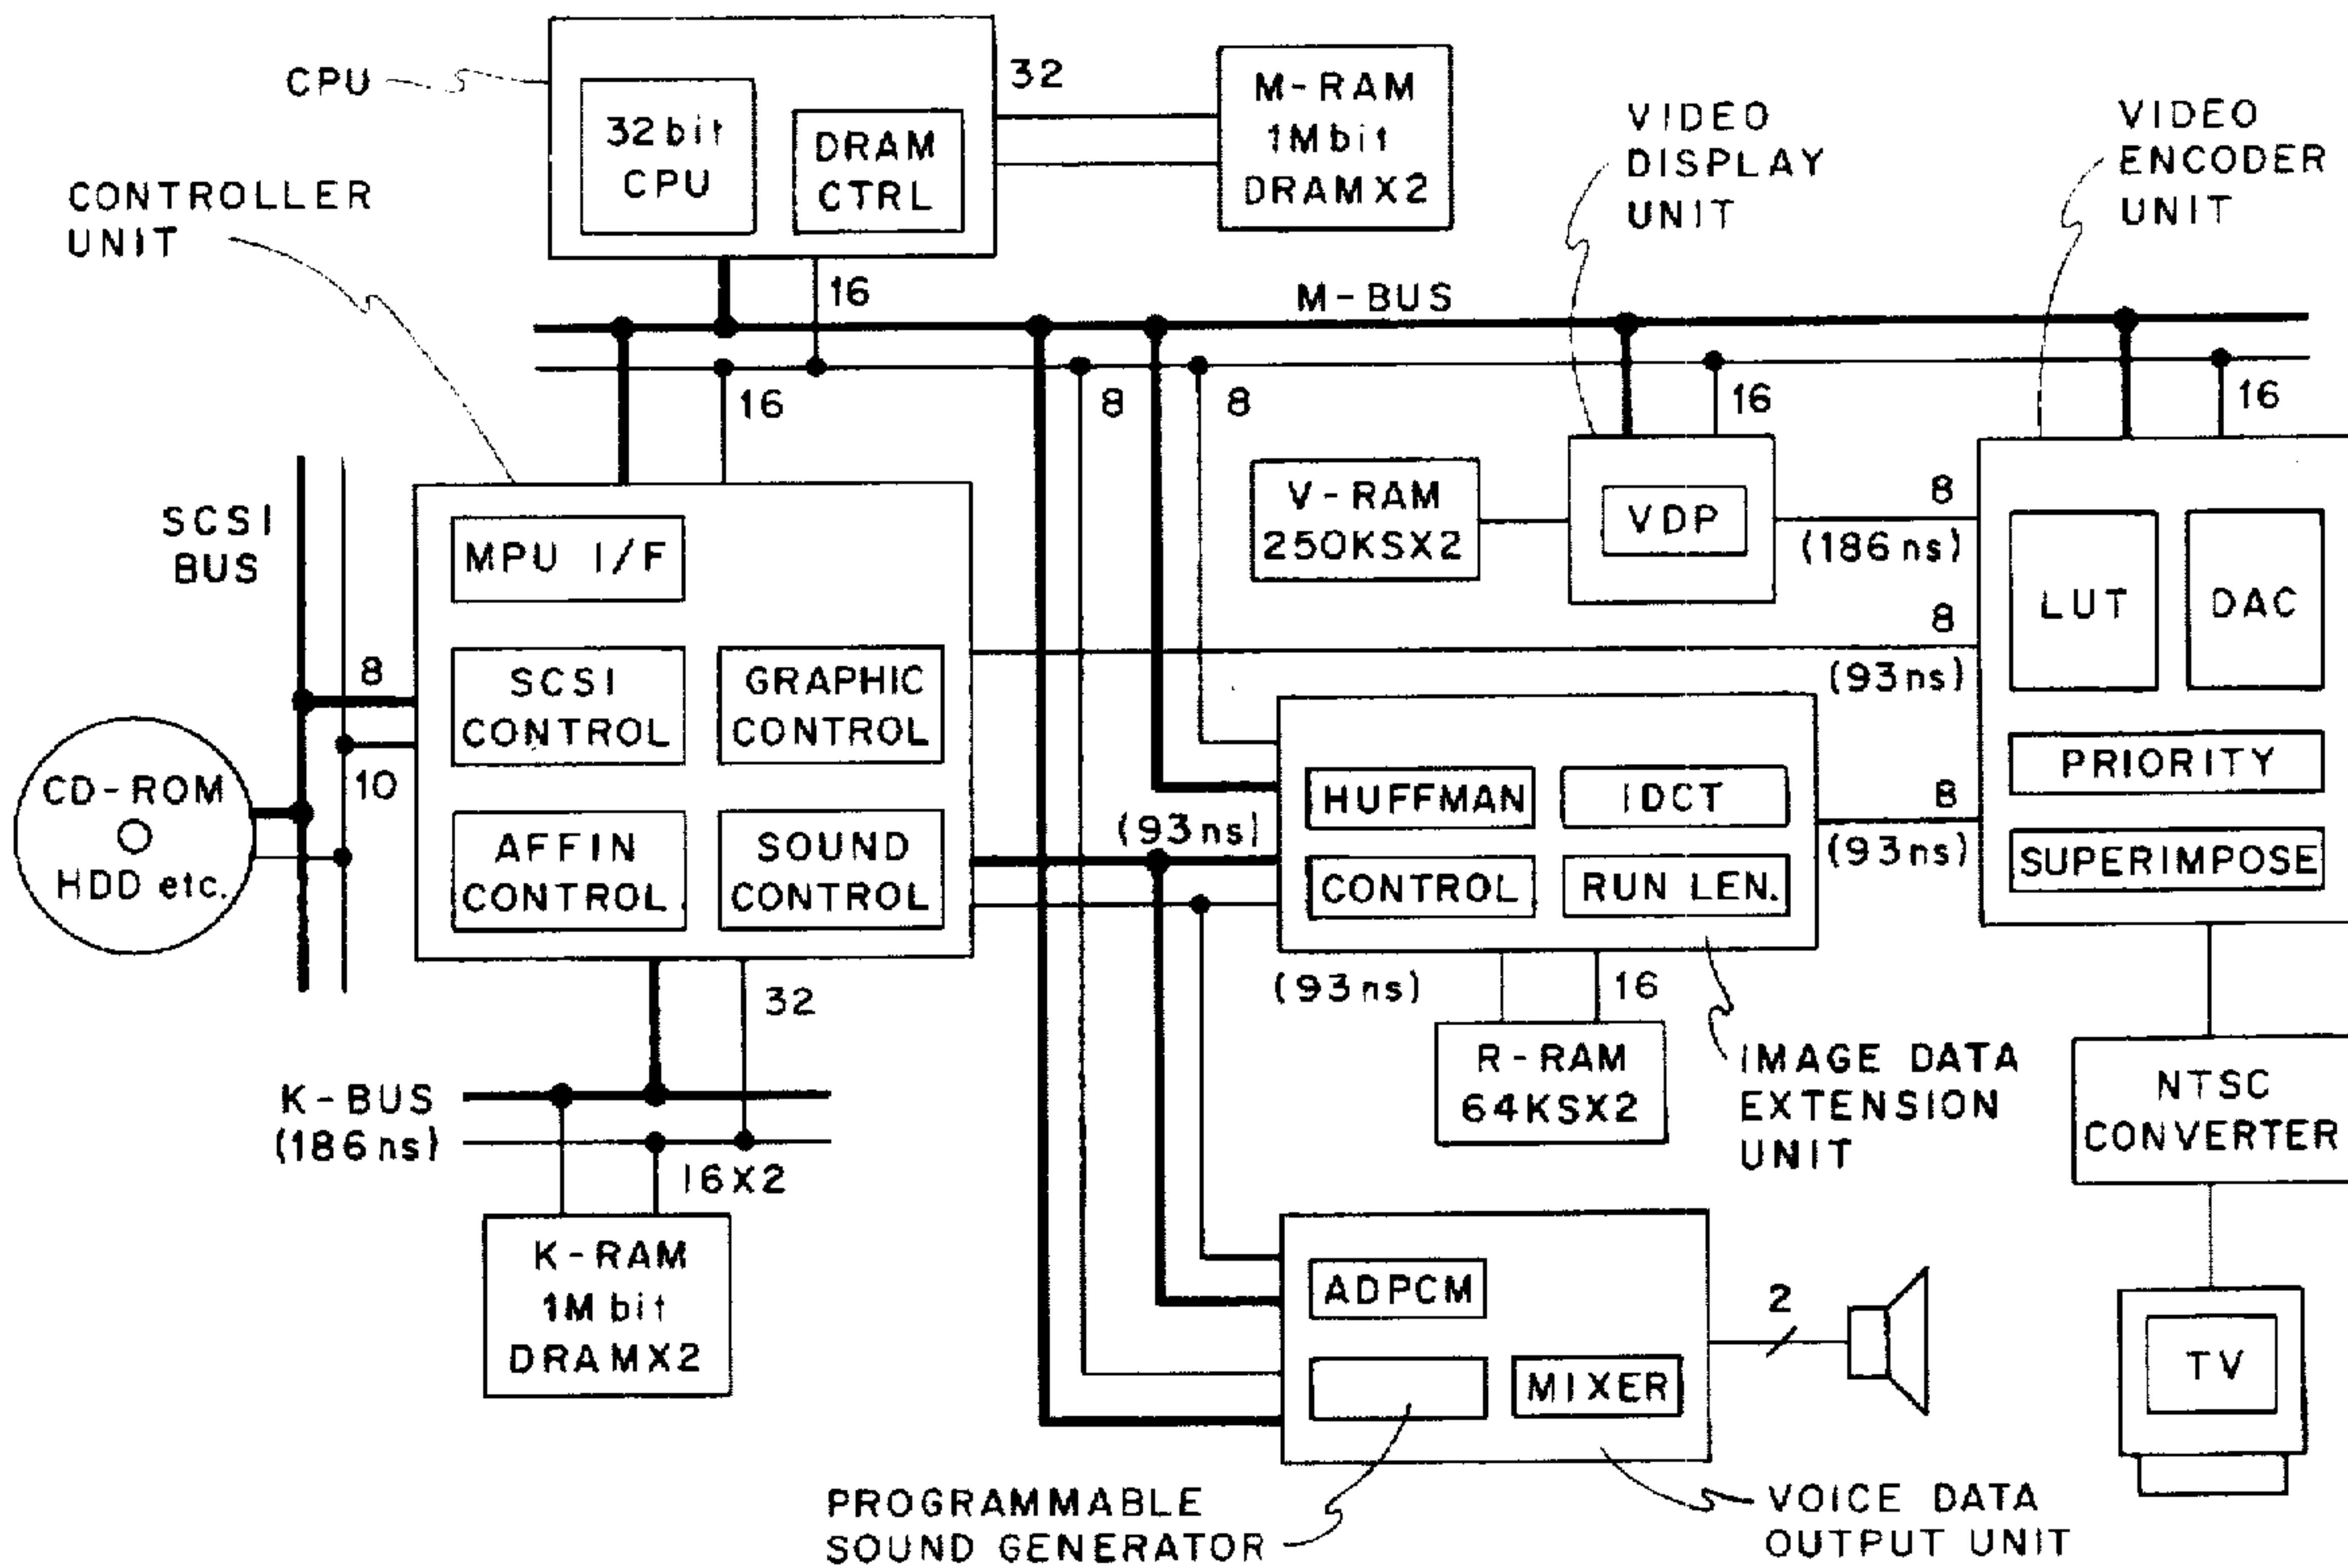 CPU
32bit
CPU
DRAM
CTRL
32
M-RAM
1Mbit
DRAMX2
VIDEO
DISPLAY
UNIT
VIDEO
ENCODER
UNIT
CONTROLLER
UNIT
16
M-BUS
16
8
8
16
16
SCSI
BUS
MPU I/F
SCSI
CONTROL
GRAPHIC
CONTROL
AFFIN
CONTROL
SOUND
CONTROL
8
10
CD-ROM
HDD etc.
V-RAM
250KSX2
VDP
8
(186ns)
8
(93ns)
LUT
DAC
PRIORITY
SUPERIMPOSE
HUFFMAN
IDCT
CONTROL
RUN LEN.
8
(93ns)
(93ns)
(93ns)
16
R-RAM
64KSX2
IMAGE DATA
EXTENSION
UNIT
NTSC
CONVERTER
32
K-BUS
(186ns)
16X2
K-RAM
1Mbit
DRAMX2
ADPCM
MIXER
2
TV
PROGRAMMABLE
SOUND GENERATOR
VOICE DATA
OUTPUT UNIT